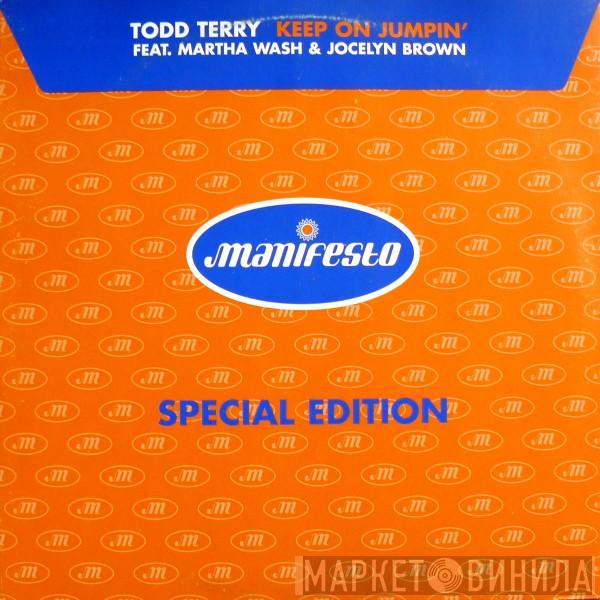 TODD TERRY KEEP ON JUMPIN'
FEAT. MARTHA WASH & JOCELYN BROWN
manifesto
SPECIAL EDITION
МАРКЕТ ВИНИЛА